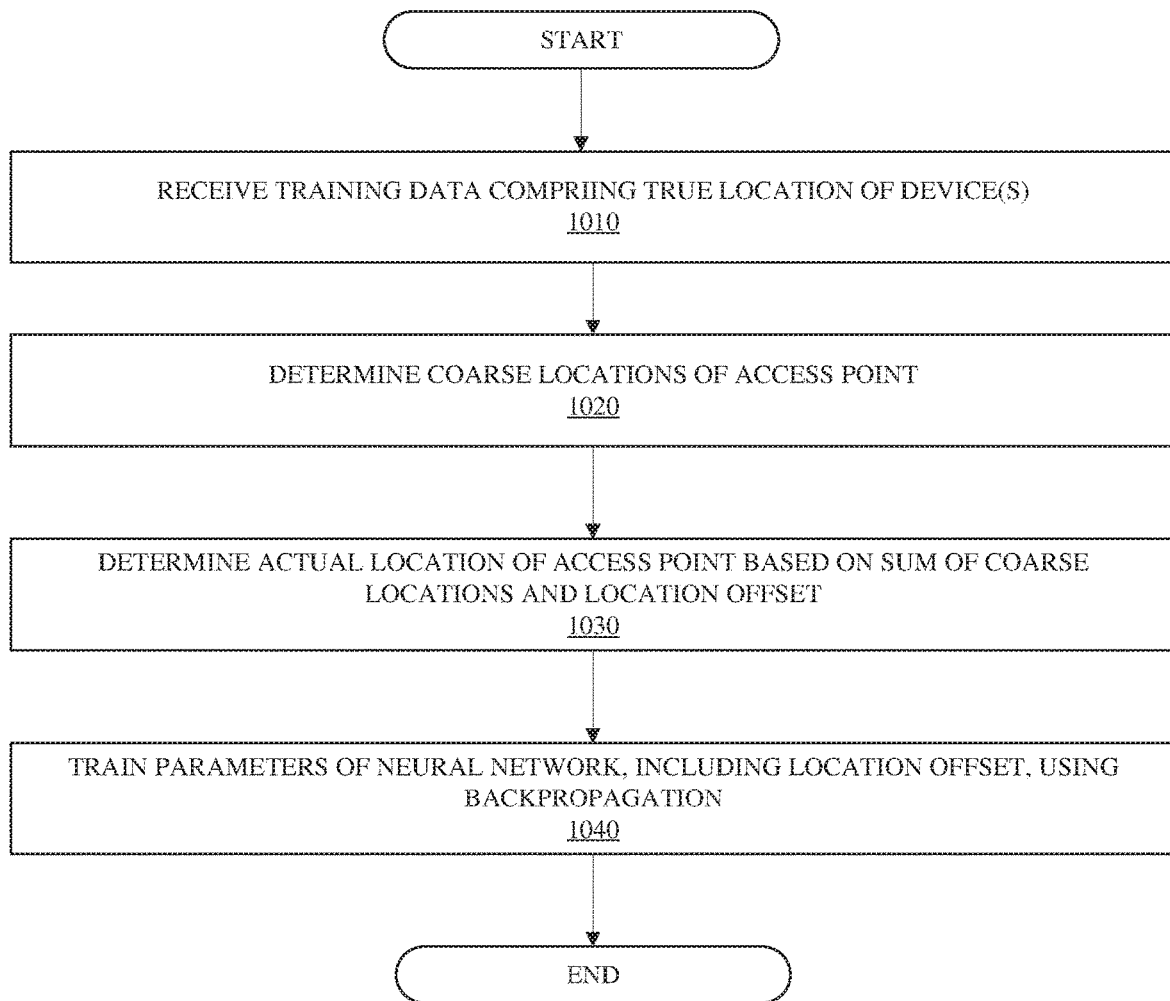 START
RECEIVE TRAINING DATA COMPRIING TRUE LOCATION OF DEVICE(S)
1010
DETERMINE COARSE LOCATIONS OF ACCESS POINT
1020
DETERMINE ACTUAL LOCATION OF ACCESS POINT BASED ON SUM OF COARSE
LOCATIONS AND LOCATION OFFSET
1030
TRAIN PARAMETERS OF NEURAL NETWORK, INCLUDING LOCATION OFFSET, USING
BACKPROPAGATION
1040
END